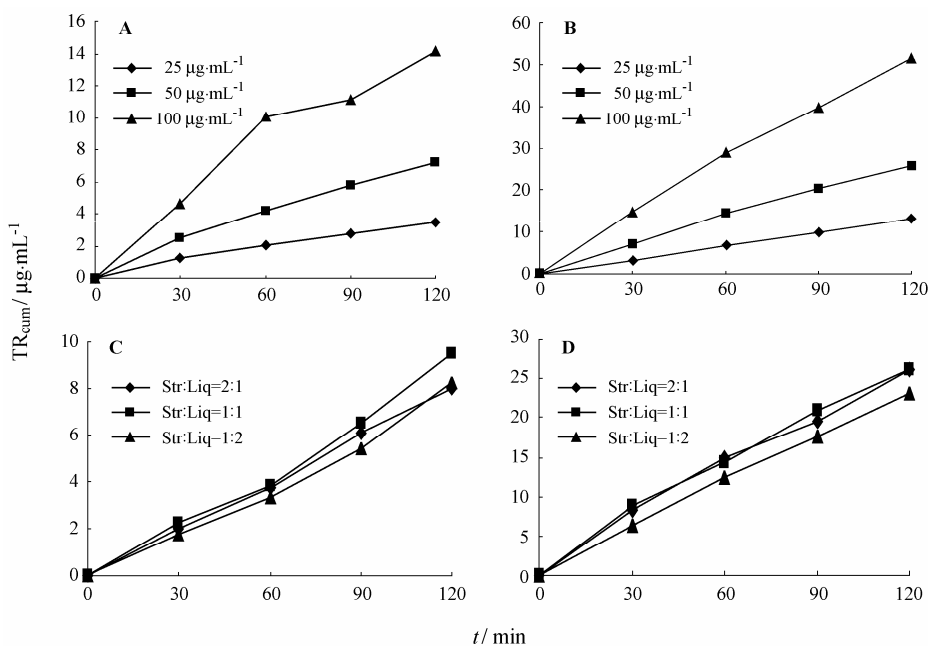 A
16
14
12
10
8
6
4
2
0
25 µg·mL-1
50 µg·mL-1
100 µg·mL-1
0 30 60 90 120
B
60
50
40
30
20
10
0
25 µg·mL-1
50 µg·mL-1
100 µg·mL-1
0 30 60 90 120
TRcum / µg·mL-1
C
10
8
6
4
2
0
Str:Liq=2:1
Str:Liq=1:1
Str:Liq−1:2
0 30 60 90 120
D
30
25
20
15
10
5
0
Str:Liq=2:1
Str:Liq=1:1
Str:Liq−1:2
0 30 60 90 120
t / min